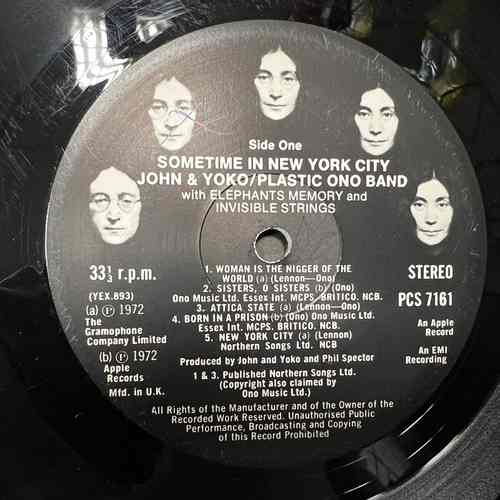 Side One
SOMETIME IN NEW YORK CITY
JOHN & YOKO/PLASTIC ONO BAND
with ELEPHANTS MEMORY and
INVISIBLE STRINGS
33⅓ r.p.m.
(YEX.893)
(a) Ⓟ 1972
The
Gramophone
Company Limited
(b) Ⓟ 1972
Apple
Records
Mfd. in U.K.
1. WOMAN IS THE NIGGER OF THE
WORLD (a) (Lennon—Ono)
2. SISTERS, O SISTERS (b) (Ono)
Ono Music Ltd. Essex Int. MCPS. BRITICO. NCB.
3. ATTICA STATE (a) (Lennon—Ono)
4. BORN IN A PRISON (b) (Ono) Ono Music Ltd.
Essex Int. MCPS. BRITICO. NCB.
5. NEW YORK CITY (a) (Lennon)
Northern Songs Ltd. NCB
Produced by John and Yoko and Phil Spector
1 & 3. Published Northern Songs Ltd.
(Copyright also claimed by
Ono Music Ltd.)
STEREO
PCS 7161
An Apple
Record
An EMI
Recording
All Rights of the Manufacturer and of the Owner of the
Recorded Work Reserved. Unauthorised Public
Performance, Broadcasting and Copying
of this Record Prohibited